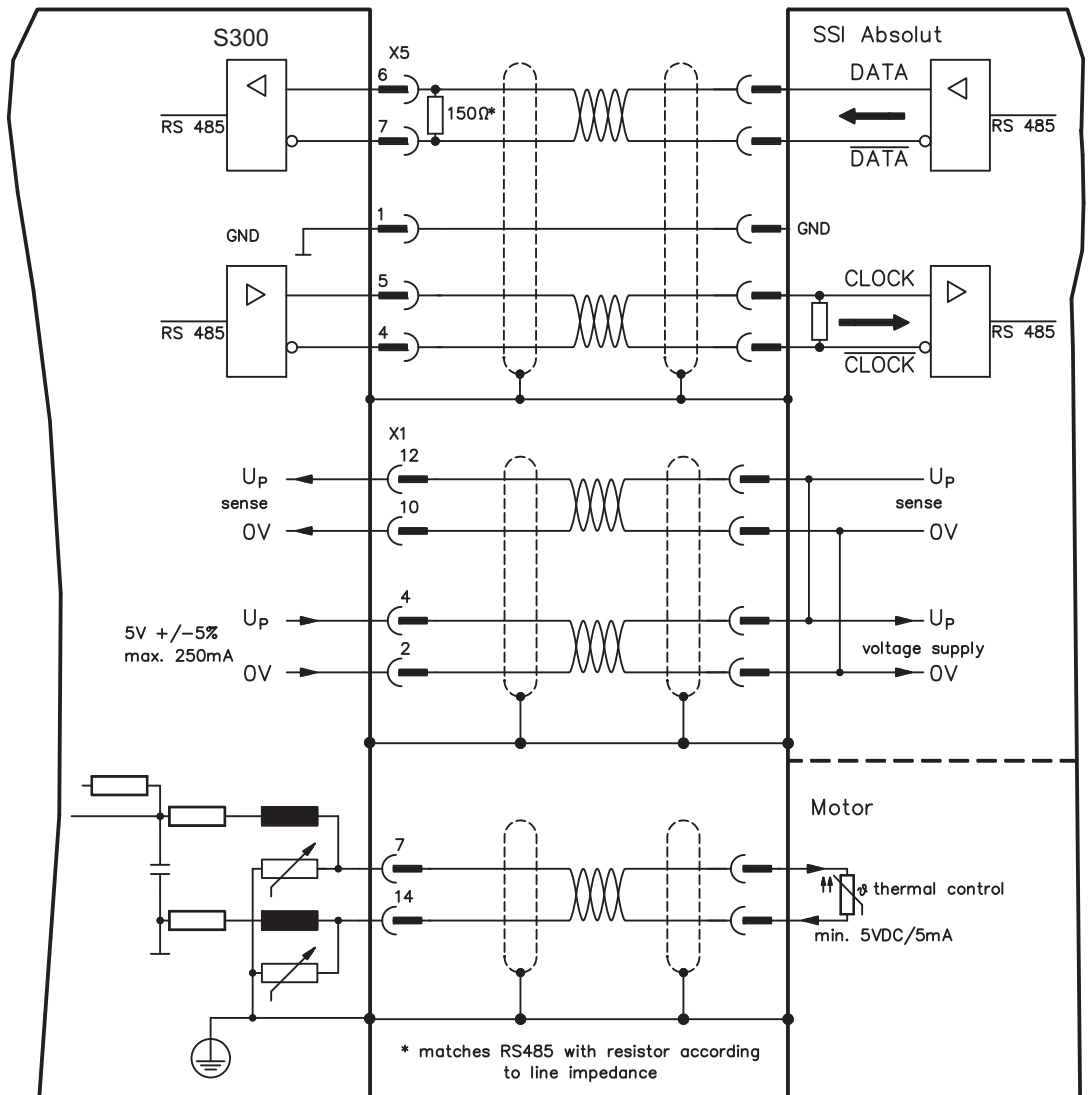 S300
SSI Absolut
X5
6
DATA
150Ω*
RS 485
7
RS 485
DATA
1
GND
GND
5
CLOCK
RS 485
4
RS 485
CLOCK
X1
12
UP
UP
sense
sense
10
0V
0V
4
UP
UP
5V +/-5%
max. 250mA
2
voltage supply
0V
0V
Motor
7
ϑ thermal control
14
min. 5VDC/5mA
* matches RS485 with resistor according
to line impedance